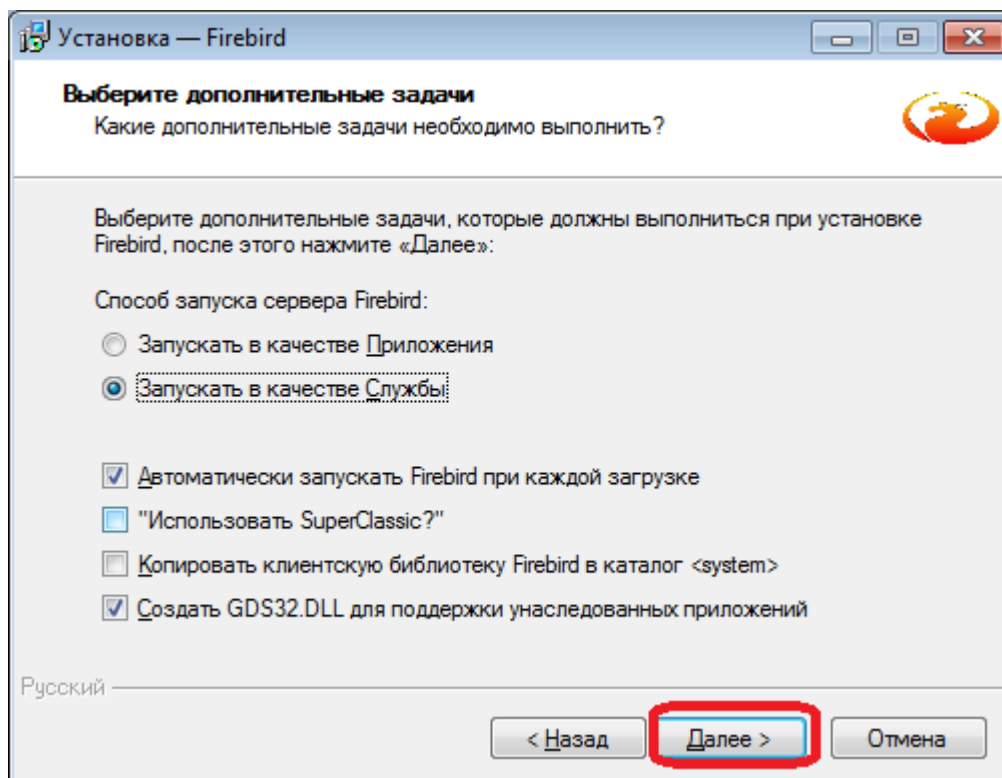 Установка — Firebird
Выберите дополнительные задачи
Какие дополнительные задачи необходимо выполнить?
Выберите дополнительные задачи, которые должны выполниться при установке
Firebird, после этого нажмите «Далее»:
Способ запуска сервера Firebird:
Запускать в качестве Приложения
Запускать в качестве Службы
Автоматически запускать Firebird при каждой загрузке
"Использовать SuperClassic?"
Копировать клиентскую библиотеку Firebird в каталог <system>
Создать GDS32.DLL для поддержки унаследованных приложений
Русский
< Назад
Далее >
Отмена